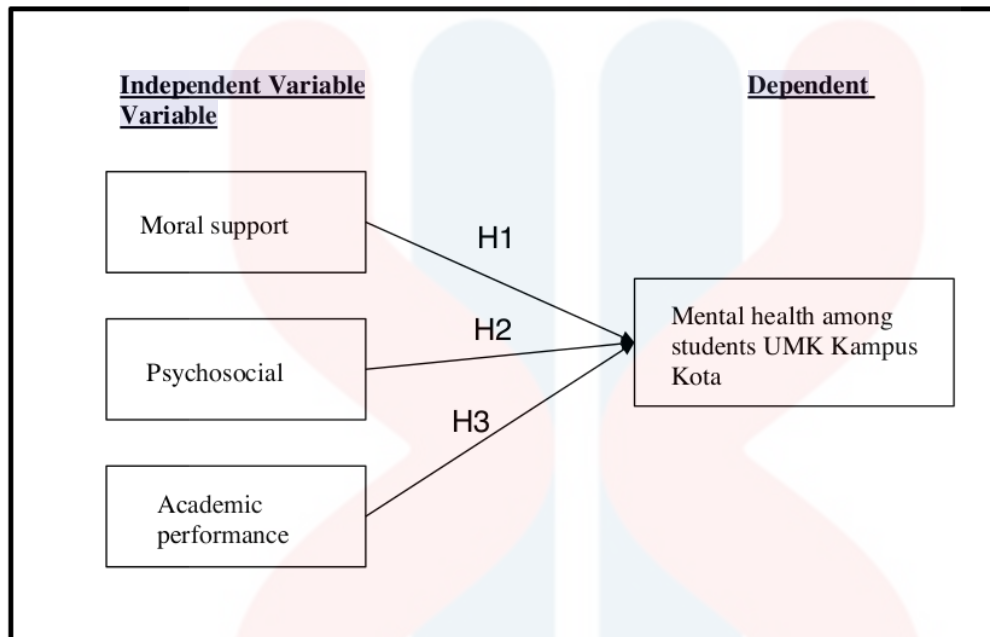 Independent Variable
Variable
Dependent
Moral support
H1
Psychosocial
H2
Academic
performance
H3
Mental health among
students UMK Kampus
Kota